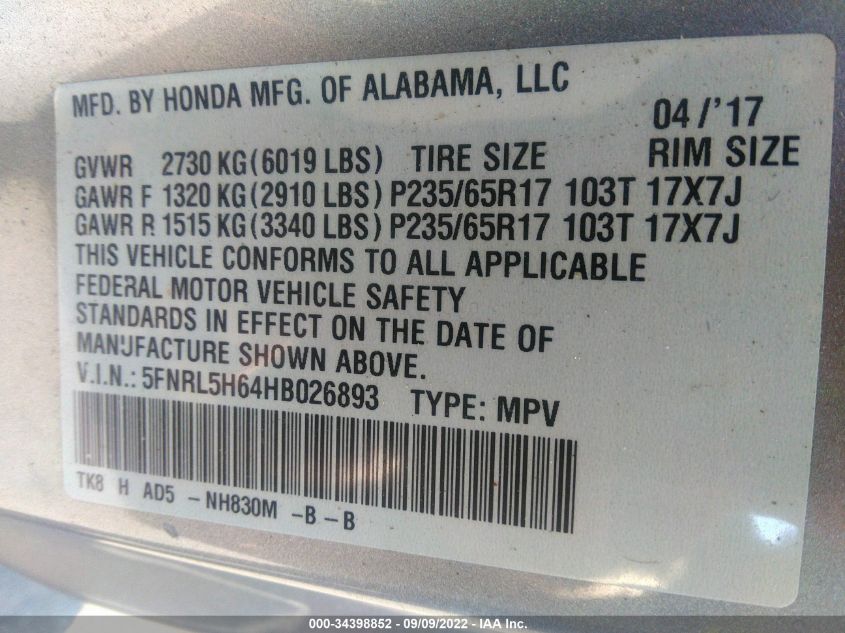 MFD. BY HONDA MFG. OF ALABAMA, LLC
04/'17
GVWR 2730 KG(6019 LBS) TIRE SIZE RIM SIZE
GAWR F 1320 KG(2910 LBS) P235/65R17 103T 17X7J
GAWR R 1515 KG(3340 LBS) P235/65R17 103T 17X7J
THIS VEHICLE CONFORMS TO ALL APPLICABLE
FEDERAL MOTOR VEHICLE SAFETY
STANDARDS IN EFFECT ON THE DATE OF
MANUFACTURE SHOWN ABOVE.
V.I.N.: 5FNRL5H64HB026893 TYPE: MPV
TK8 H AD5 -NH830M -B-B
000-34398852 - 09/09/2022 - IAA Inc.